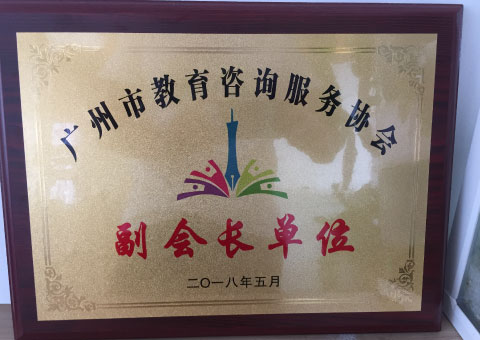 广州市教育咨询服务协会
副会长单位
二〇一八年五月